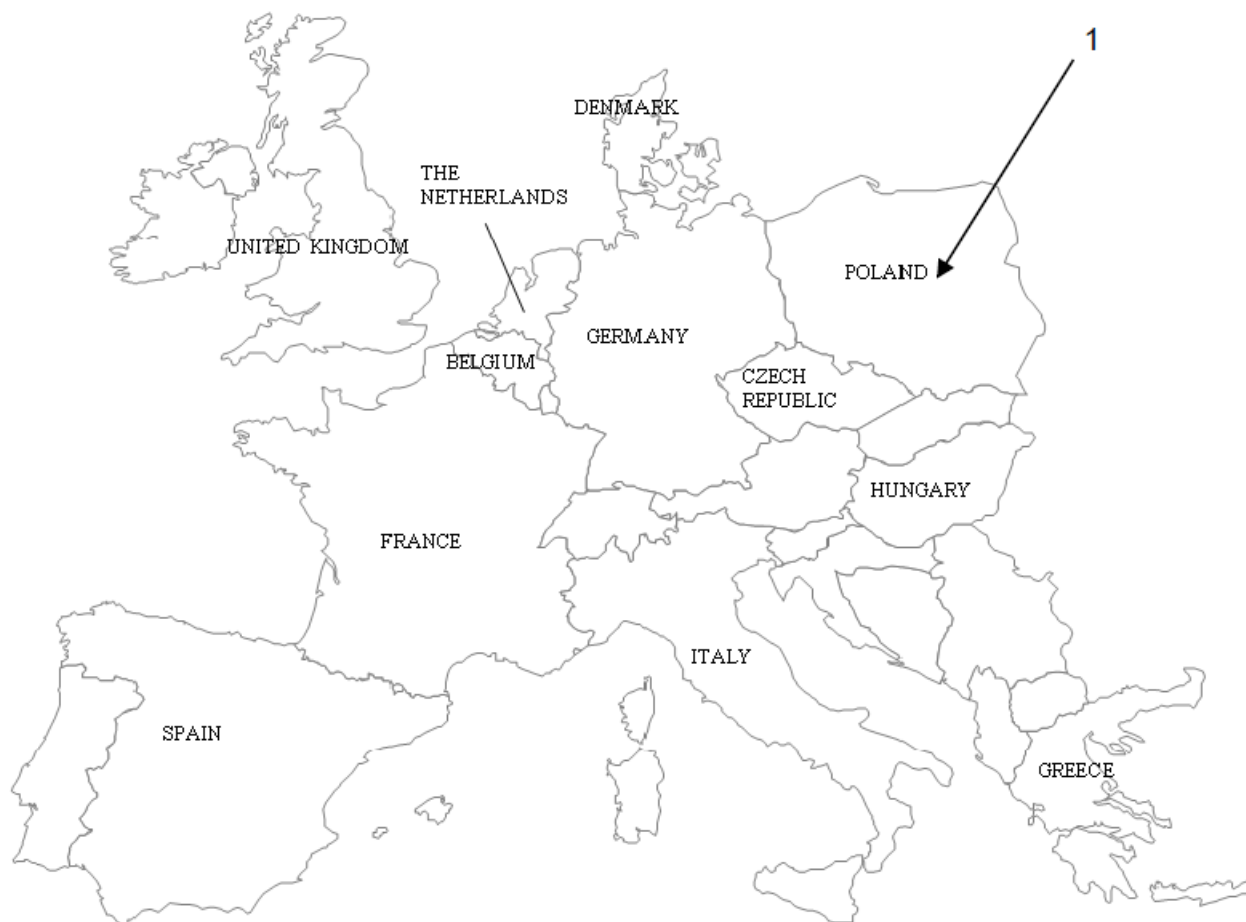 1
DENMARK
THE
NETHERLANDS
UNITED KINGDOM
POLAND
GERMANY
BELGIUM
CZECH
REPUBLIC
HUNGARY
FRANCE
ITALY
SPAIN
GREECE